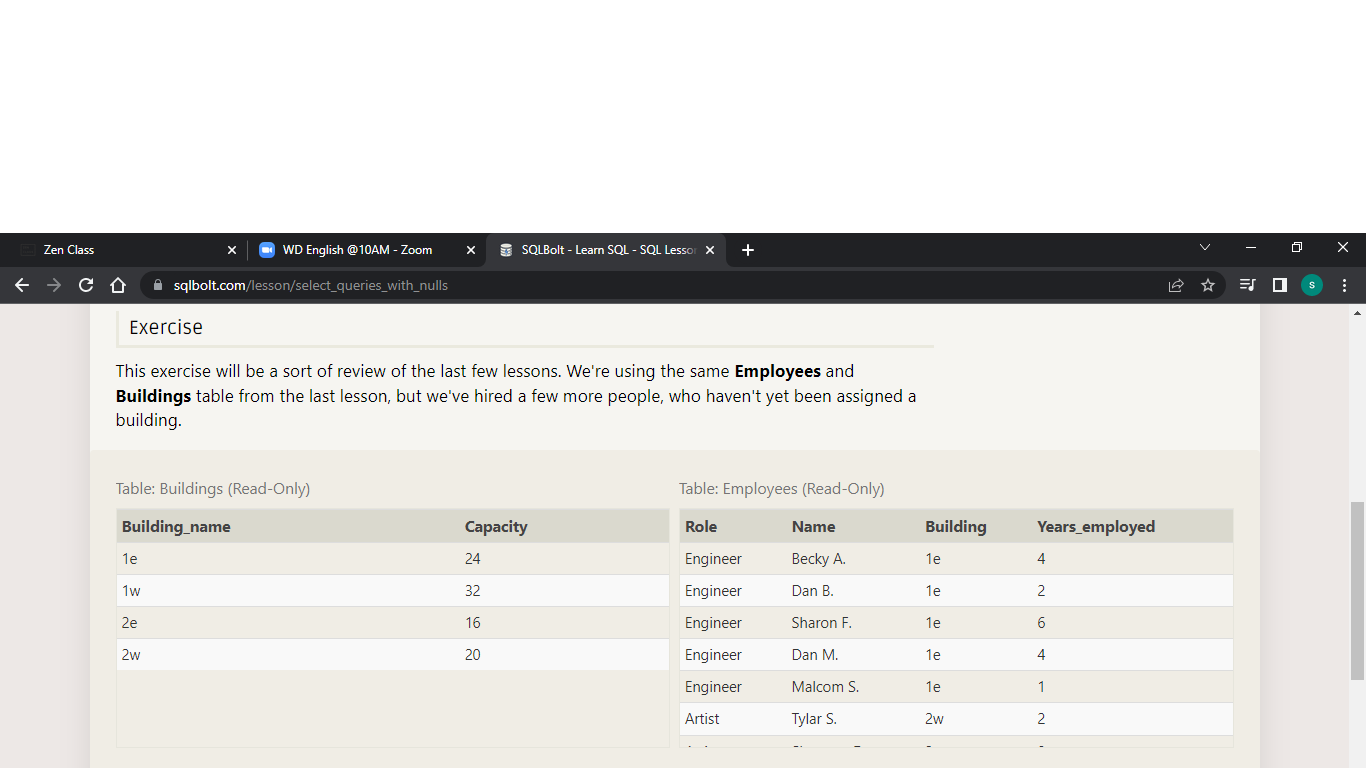 Zen Class
WD English @10AM - Zoom
SQLBolt - Learn SQL - SQL Lesson
sqlbolt.com/lesson/select_queries_with_nulls
S
Exercise
This exercise will be a sort of review of the last few lessons. We're using the same Employees and
Buildings table from the last lesson, but we've hired a few more people, who haven't yet been assigned a
building.
Table: Buildings (Read-Only)
Building_name Capacity
1e 24
1w 32
2e 16
2w 20
Table: Employees (Read-Only)
Role Name Building Years_employed
Engineer Becky A. 1e 4
Engineer Dan B. 1e 2
Engineer Sharon F. 1e 6
Engineer Dan M. 1e 4
Engineer Malcom S. 1e 1
Artist Tylar S. 2w 2